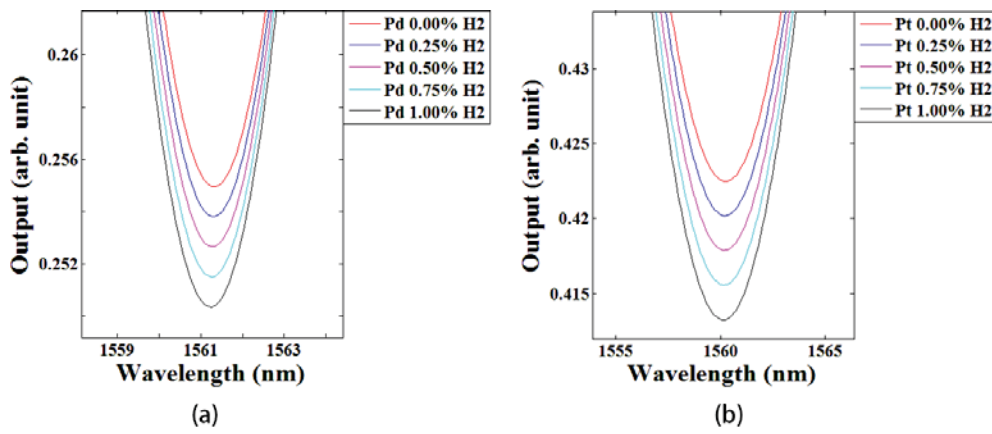 Pd 0.00% H2
Pd 0.25% H2
Pd 0.50% H2
Pd 0.75% H2
Pd 1.00% H2
0.26
0.256
0.252
Output (arb. unit)
1559 1561 1563
Wavelength (nm)
(a)
Pt 0.00% H2
Pt 0.25% H2
Pt 0.50% H2
Pt 0.75% H2
Pt 1.00% H2
0.43
0.425
0.42
0.415
Output (arb. unit)
1555 1560 1565
Wavelength (nm)
(b)